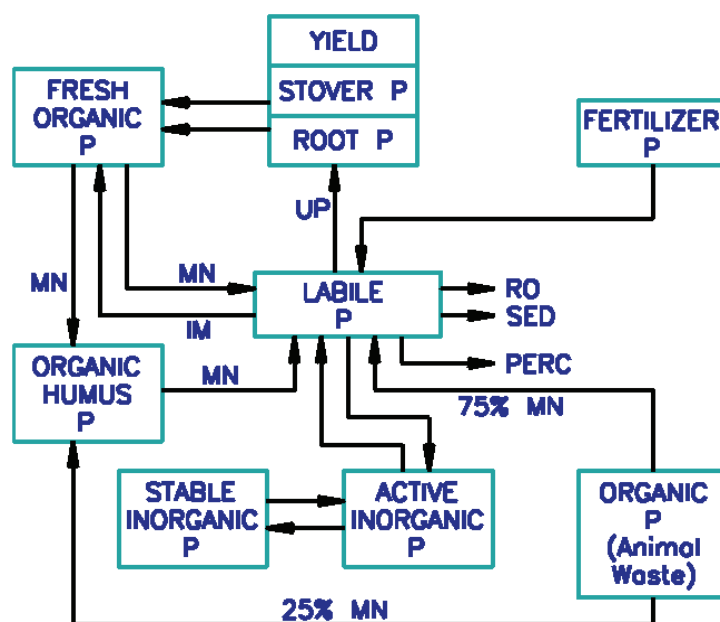 YIELD
FRESH
ORGANIC
P
STOVER P
ROOT P
FERTILIZER
P
UP
MN
MN
LABILE
P
RO
SED
IM
PERC
ORGANIC
HUMUS
P
MN
75% MN
STABLE
INORGANIC
P
ACTIVE
INORGANIC
P
ORGANIC
P
(Animal
Waste)
25% MN